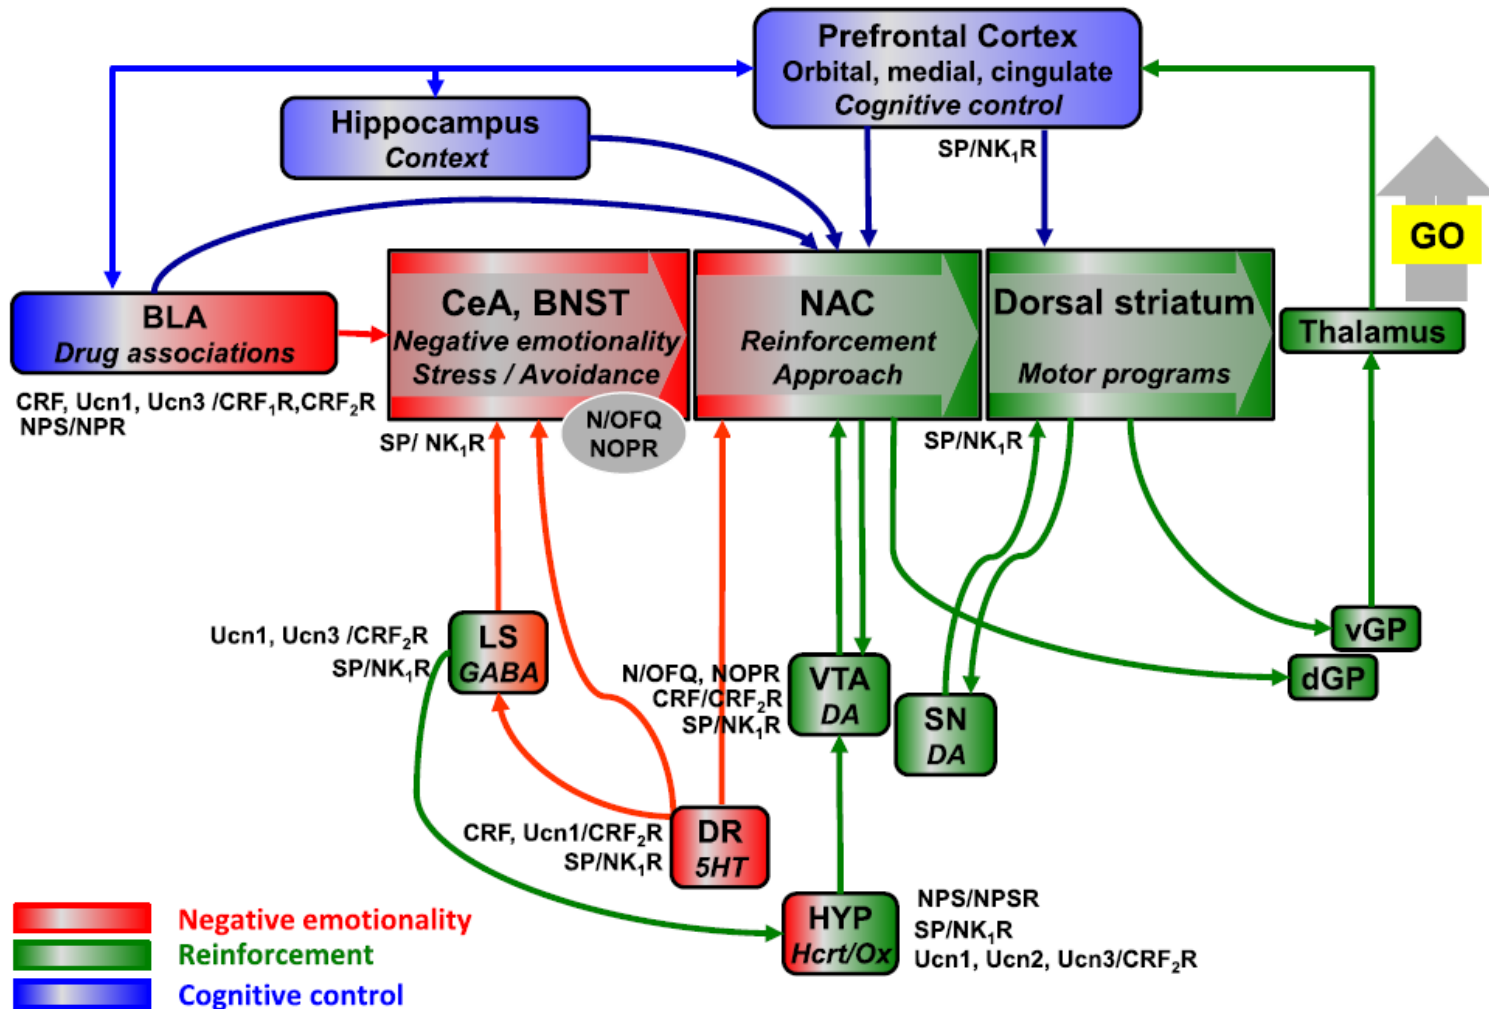 Prefrontal Cortex
Orbital, medial, cingulate
Cognitive control
Hippocampus
Context
SP/NK₁R
GO
BLA
Drug associations
CeA, BNST
Negative emotionality
Stress / Avoidance
NAC
Reinforcement
Approach
Dorsal striatum
Motor programs
Thalamus
CRF, Ucn1, Ucn3 /CRF₁R,CRF₂R
NPS/NPR
SP/ NK₁R
N/OFQ
NOPR
SP/NK₁R
Ucn1, Ucn3 /CRF₂R
SP/NK₁R
LS
GABA
N/OFQ, NOPR
CRF/CRF₂R
SP/NK₁R
VTA
DA
SN
DA
vGP
dGP
CRF, Ucn1/CRF₂R
SP/NK₁R
DR
5HT
HYP
Hcrt/Ox
NPS/NPSR
SP/NK₁R
Ucn1, Ucn2, Ucn3/CRF₂R
Negative emotionality
Reinforcement
Cognitive control